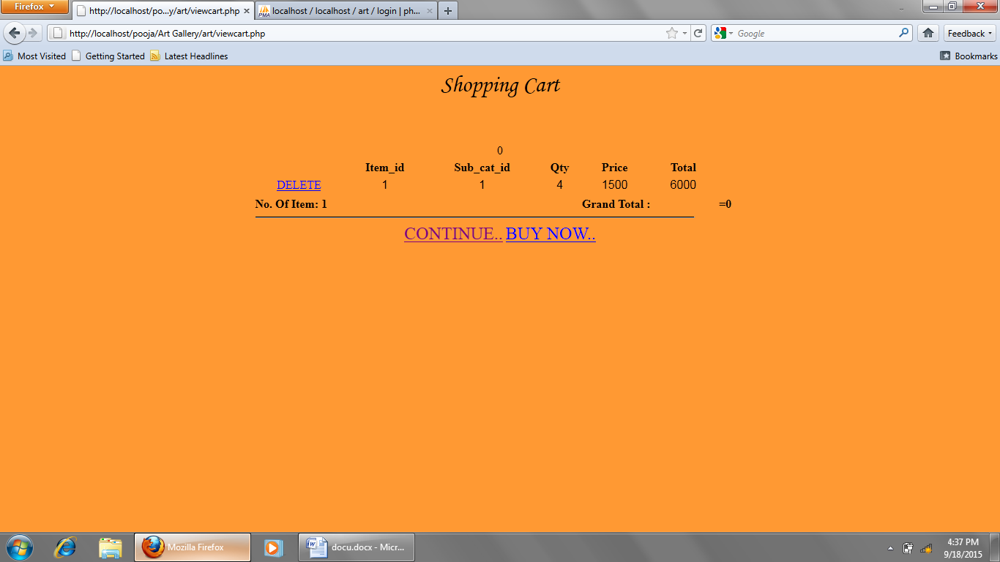 Firefox
http://localhost/po...y/art/viewcart.php
localhost / localhost / art / login | ph...
http://localhost/pooja/Art Gallery/art/viewcart.php
Google
Feedback
Most Visited
Getting Started
Latest Headlines
Bookmarks
Shopping Cart
0
Item_id Sub_cat_id Qty Price Total
DELETE 1 1 4 1500 6000
No. Of Item: 1 Grand Total : =0
CONTINUE.. BUY NOW..
Mozilla Firefox
docu.docx - Micr...
4:37 PM
9/18/2015